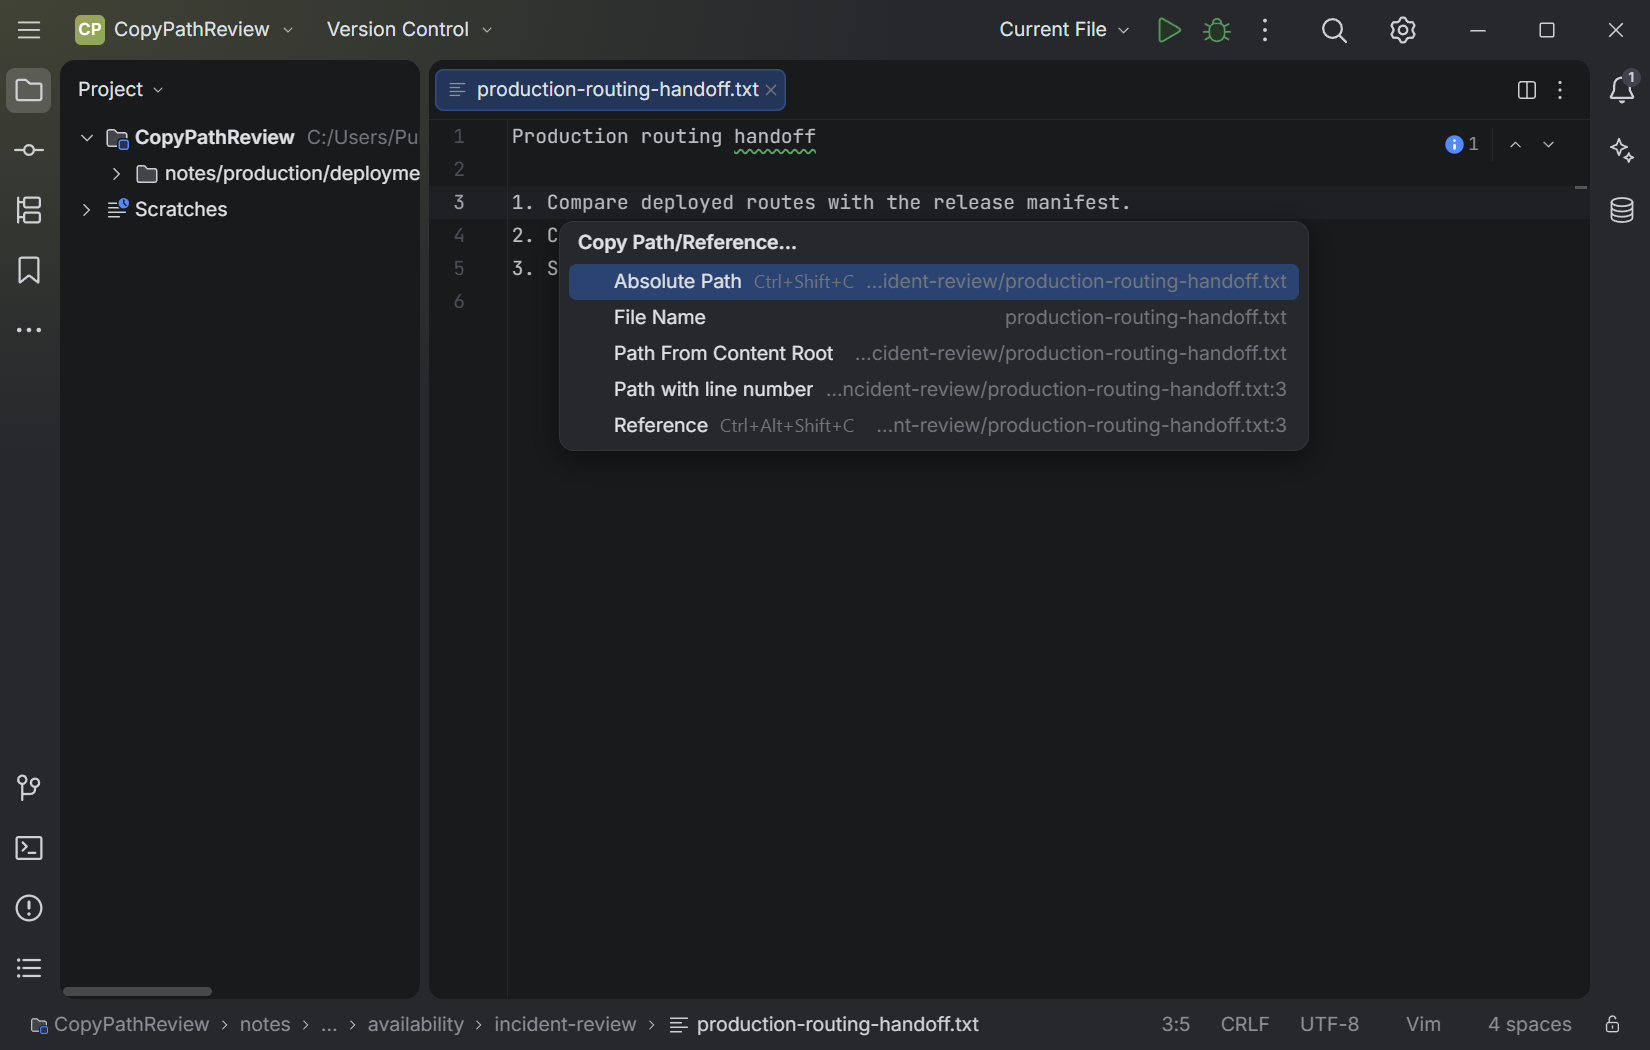 CP CopyPathReview Version Control Current File
Project
production-routing-handoff.txt
1
CopyPathReview C:/Users/Pu
notes/production/deployme
Scratches
1 Production routing handoff
1
2
3 1. Compare deployed routes with the release manifest.
4 2. C
5 3. S
6
Copy Path/Reference...
Absolute Path Ctrl+Shift+C ...ident-review/production-routing-handoff.txt
File Name production-routing-handoff.txt
Path From Content Root ...cident-review/production-routing-handoff.txt
Path with line number ...ncident-review/production-routing-handoff.txt:3
Reference Ctrl+Alt+Shift+C ...nt-review/production-routing-handoff.txt:3
CopyPathReview > notes > ... > availability > incident-review > production-routing-handoff.txt 3:5 CRLF UTF-8 Vim 4 spaces